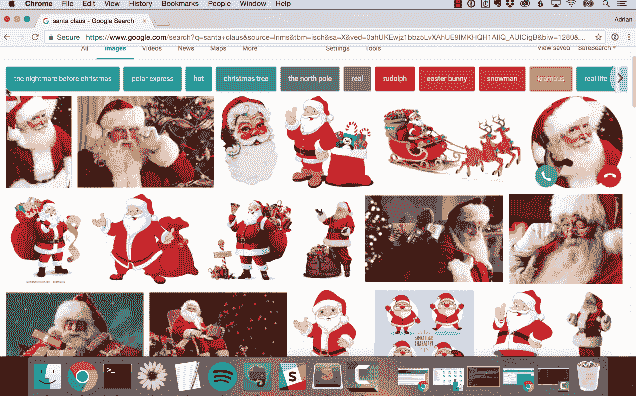 Chrome File Edit View History Bookmarks People Window Help
santa claus - Google Search
Adrian
Secure https://www.google.com/search?q=santa+claus&source=lnms&tbm=isch&sa=X&ved=
All Images Videos News Maps More Settings Tools View saved SafeSearch
the nightmare before christmas polar express hot christmas tree the north pole real rudolph easter bunny snowman krampus real life